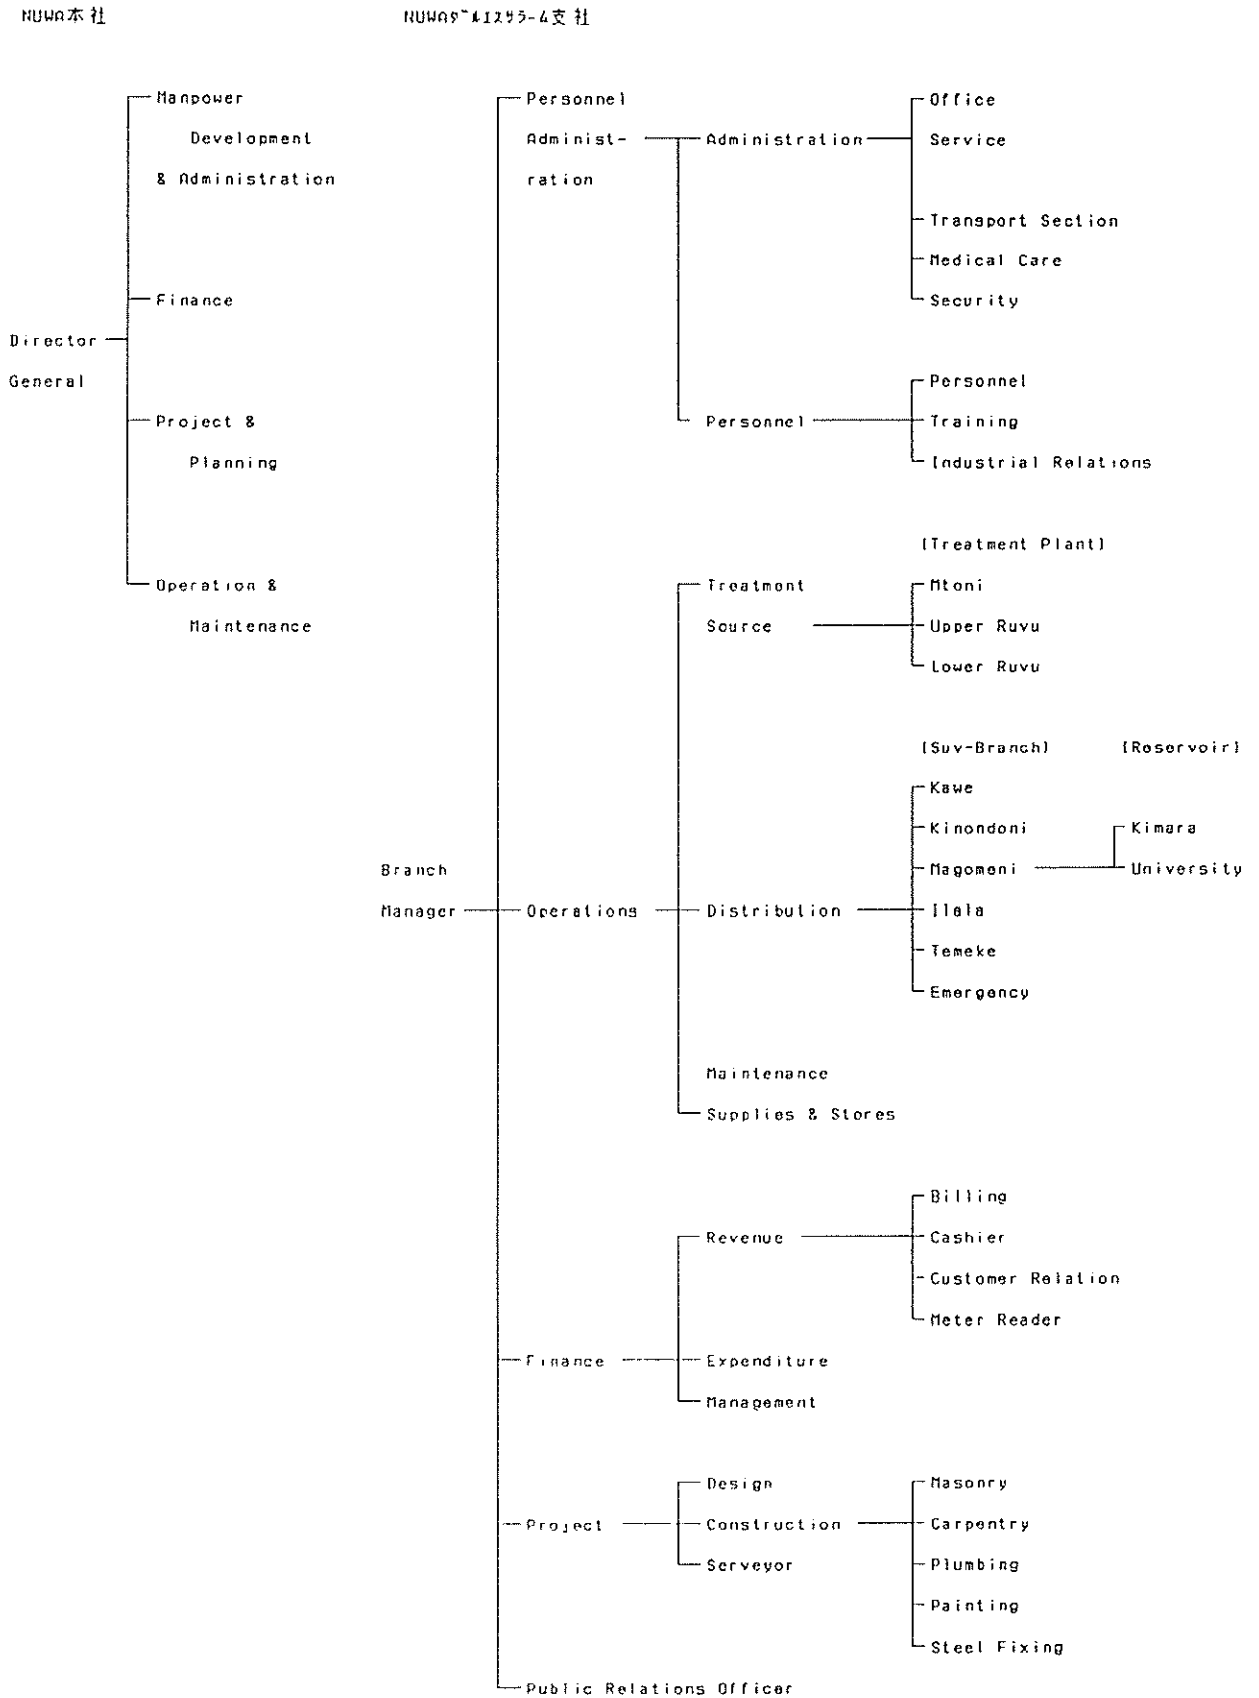 NUWA本社
NUWAダルエスサラーム支社
Manpower
Development
& Administration
Finance
Director
General
Project &
Planning
Operation &
Maintenance
Branch
Manager
Personnel
Administ-
ration
Administration
Office
Service
Transport Section
Medical Care
Security
Personnel
Personnel
Training
Industrial Relations
Operations
Treatment
Source
[Treatment Plant]
Mtoni
Upper Ruvu
Lower Ruvu
Distribution
[Suv-Branch]
[Reservoir]
Kawe
Kinondoni
Magomeni
Ilala
Temeke
Emergency
Kimara
University
Maintenance
Supplies & Stores
Finance
Revenue
Billing
Cashier
Customer Relation
Meter Reader
Expenditure
Management
Project
Design
Construction
Serveyor
Masonry
Carpentry
Plumbing
Painting
Steel Fixing
Public Relations Officer